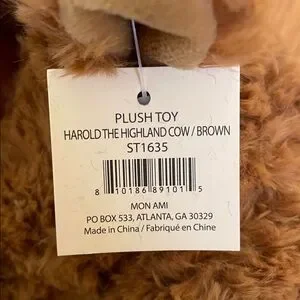 PLUSH TOY
HAROLD THE HIGHLAND COW / BROWN
ST1635
8 10186 89101 5
MON AMI
PO BOX 533, ATLANTA, GA 30329
Made in China / Fabriqué en Chine